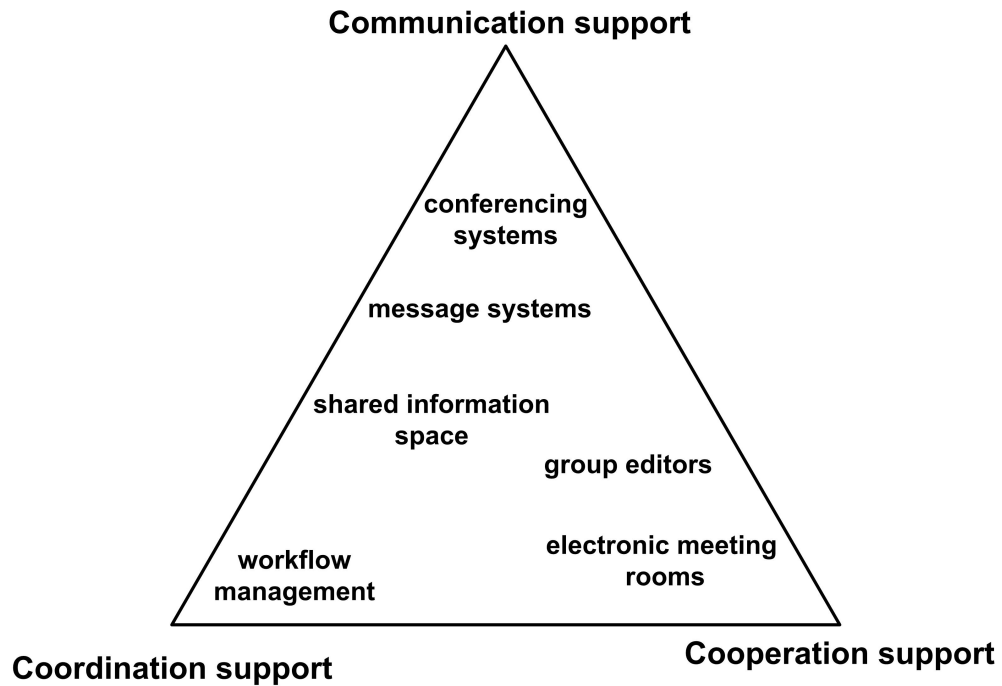 Communication support
conferencing
systems
message systems
shared information
space
group editors
electronic meeting
rooms
workflow
management
Coordination support
Cooperation support